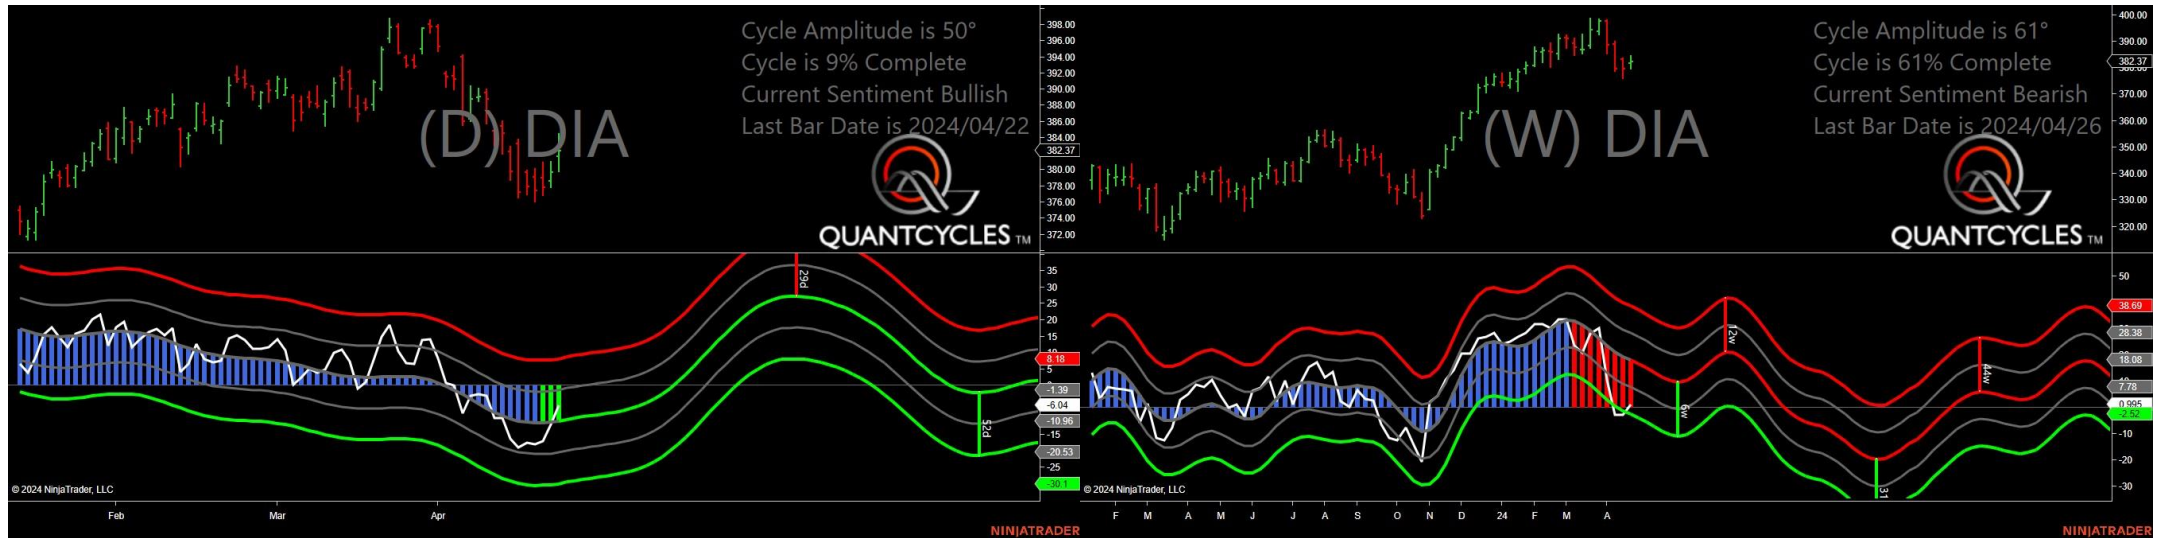 Cycle Amplitude is 50°
Cycle is 9% Complete
Current Sentiment Bullish
Last Bar Date is 2024/04/22
(D) DIA
QUANTCYCLES TM
398.00
396.00
394.00
392.00
390.00
388.00
386.00
384.00
382.37
380.00
378.00
376.00
374.00
372.00
29d
52d
35
30
25
20
15
10
8.18
5
-1.39
-6.04
-10.96
-15
-20.53
-25
-30.1
© 2024 NinjaTrader, LLC
Feb Mar Apr
NINJATRADER
Cycle Amplitude is 61°
Cycle is 61% Complete
Current Sentiment Bearish
Last Bar Date is 2024/04/26
(W) DIA
QUANTCYCLES TM
400.00
390.00
382.37
370.00
360.00
350.00
340.00
330.00
320.00
12w
6w
44w
31
50
38.69
28.38
18.08
7.78
0.995
-2.52
-10
-20
-30
© 2024 NinjaTrader, LLC
F M A M J J A S O N D 24 F M A
NINJATRADER